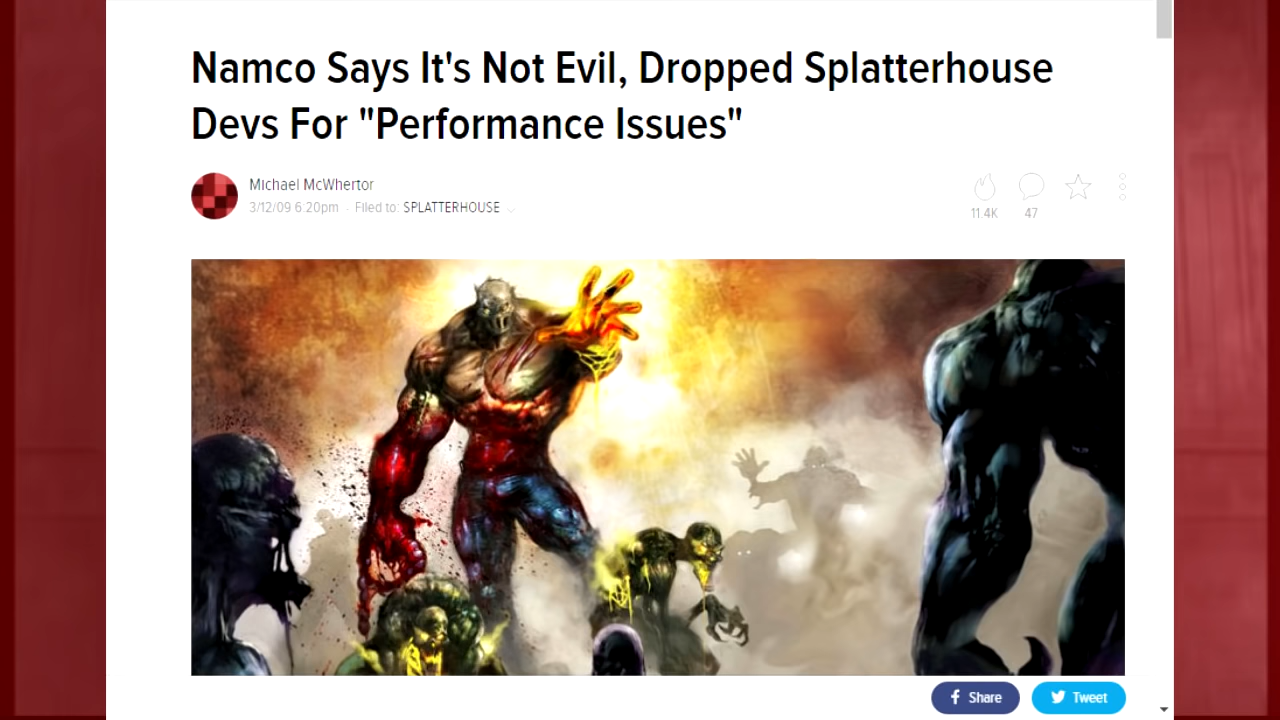 Namco Says It's Not Evil, Dropped Splatterhouse
Devs For "Performance Issues"
Michael McWhertor
3/12/09 6:20pm · Filed to: SPLATTERHOUSE
11.4K 47
Share Tweet